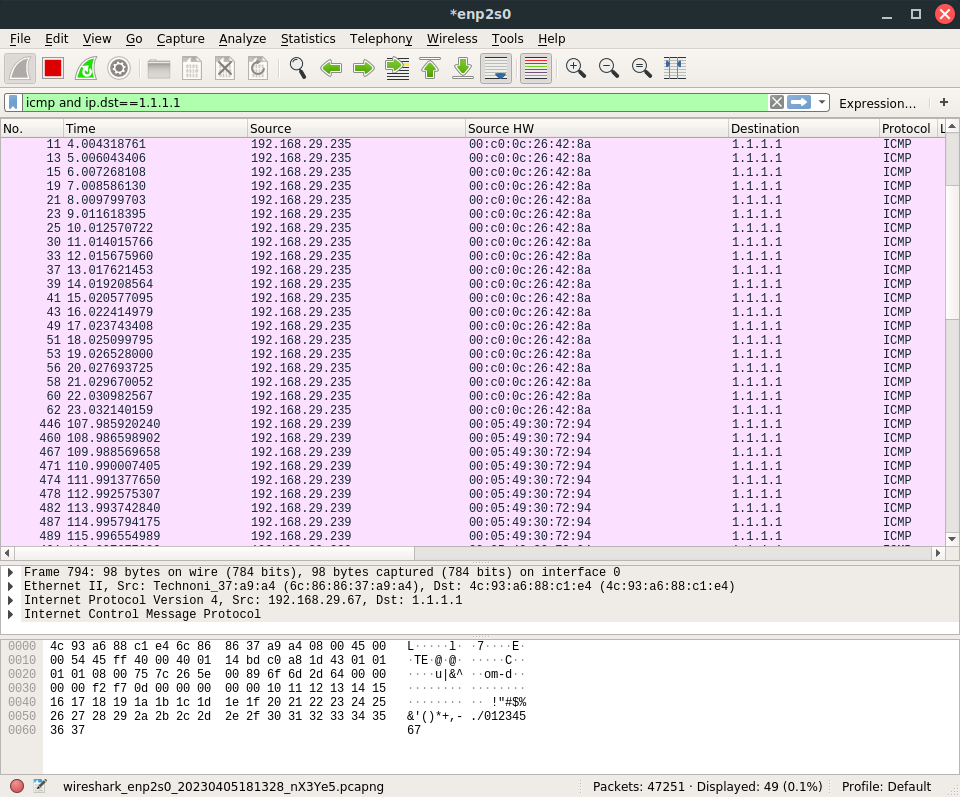 *enp2s0
File Edit View Go Capture Analyze Statistics Telephony Wireless Tools Help
icmp and ip.dst==1.1.1.1 Expression… +
No. Time Source Source HW Destination Protocol L
11 4.004318761 192.168.29.235 00:c0:0c:26:42:8a 1.1.1.1 ICMP
13 5.006043406 192.168.29.235 00:c0:0c:26:42:8a 1.1.1.1 ICMP
15 6.007268108 192.168.29.235 00:c0:0c:26:42:8a 1.1.1.1 ICMP
19 7.008586130 192.168.29.235 00:c0:0c:26:42:8a 1.1.1.1 ICMP
21 8.009799703 192.168.29.235 00:c0:0c:26:42:8a 1.1.1.1 ICMP
23 9.011618395 192.168.29.235 00:c0:0c:26:42:8a 1.1.1.1 ICMP
25 10.012570722 192.168.29.235 00:c0:0c:26:42:8a 1.1.1.1 ICMP
30 11.014015766 192.168.29.235 00:c0:0c:26:42:8a 1.1.1.1 ICMP
33 12.015675960 192.168.29.235 00:c0:0c:26:42:8a 1.1.1.1 ICMP
37 13.017621453 192.168.29.235 00:c0:0c:26:42:8a 1.1.1.1 ICMP
39 14.019208564 192.168.29.235 00:c0:0c:26:42:8a 1.1.1.1 ICMP
41 15.020577095 192.168.29.235 00:c0:0c:26:42:8a 1.1.1.1 ICMP
43 16.022414979 192.168.29.235 00:c0:0c:26:42:8a 1.1.1.1 ICMP
49 17.023743408 192.168.29.235 00:c0:0c:26:42:8a 1.1.1.1 ICMP
51 18.025099795 192.168.29.235 00:c0:0c:26:42:8a 1.1.1.1 ICMP
53 19.026528000 192.168.29.235 00:c0:0c:26:42:8a 1.1.1.1 ICMP
56 20.027693725 192.168.29.235 00:c0:0c:26:42:8a 1.1.1.1 ICMP
58 21.029670052 192.168.29.235 00:c0:0c:26:42:8a 1.1.1.1 ICMP
60 22.030982567 192.168.29.235 00:c0:0c:26:42:8a 1.1.1.1 ICMP
62 23.032140159 192.168.29.235 00:c0:0c:26:42:8a 1.1.1.1 ICMP
446 107.985920240 192.168.29.239 00:05:49:30:72:94 1.1.1.1 ICMP
460 108.986598902 192.168.29.239 00:05:49:30:72:94 1.1.1.1 ICMP
467 109.988569658 192.168.29.239 00:05:49:30:72:94 1.1.1.1 ICMP
471 110.990007405 192.168.29.239 00:05:49:30:72:94 1.1.1.1 ICMP
474 111.991377650 192.168.29.239 00:05:49:30:72:94 1.1.1.1 ICMP
478 112.992575307 192.168.29.239 00:05:49:30:72:94 1.1.1.1 ICMP
482 113.993742840 192.168.29.239 00:05:49:30:72:94 1.1.1.1 ICMP
487 114.995794175 192.168.29.239 00:05:49:30:72:94 1.1.1.1 ICMP
489 115.996554989 192.168.29.239 00:05:49:30:72:94 1.1.1.1 ICMP
Frame 794: 98 bytes on wire (784 bits), 98 bytes captured (784 bits) on interface 0
Ethernet II, Src: Technoni_37:a9:a4 (6c:86:86:37:a9:a4), Dst: 4c:93:a6:88:c1:e4 (4c:93:a6:88:c1:e4)
Internet Protocol Version 4, Src: 192.168.29.67, Dst: 1.1.1.1
Internet Control Message Protocol
0000 4c 93 a6 88 c1 e4 6c 86 86 37 a9 a4 08 00 45 00 L·····l· ·7····E·
0010 00 54 45 ff 40 00 40 01 14 bd c0 a8 1d 43 01 01 ·TE·@·@· ·····C··
0020 01 01 08 00 75 7c 26 5e 00 89 6f 6d 2d 64 00 00 ····u|&^ ··om-d··
0030 00 00 f2 f7 0d 00 00 00 00 00 10 11 12 13 14 15 ········ ········
0040 16 17 18 19 1a 1b 1c 1d 1e 1f 20 21 22 23 24 25 ········ ·· !"#$%
0050 26 27 28 29 2a 2b 2c 2d 2e 2f 30 31 32 33 34 35 &'()*+,- ./012345
0060 36 37 67
wireshark_enp2s0_20230405181328_nX3Ye5.pcapng Packets: 47251 · Displayed: 49 (0.1%) Profile: Default